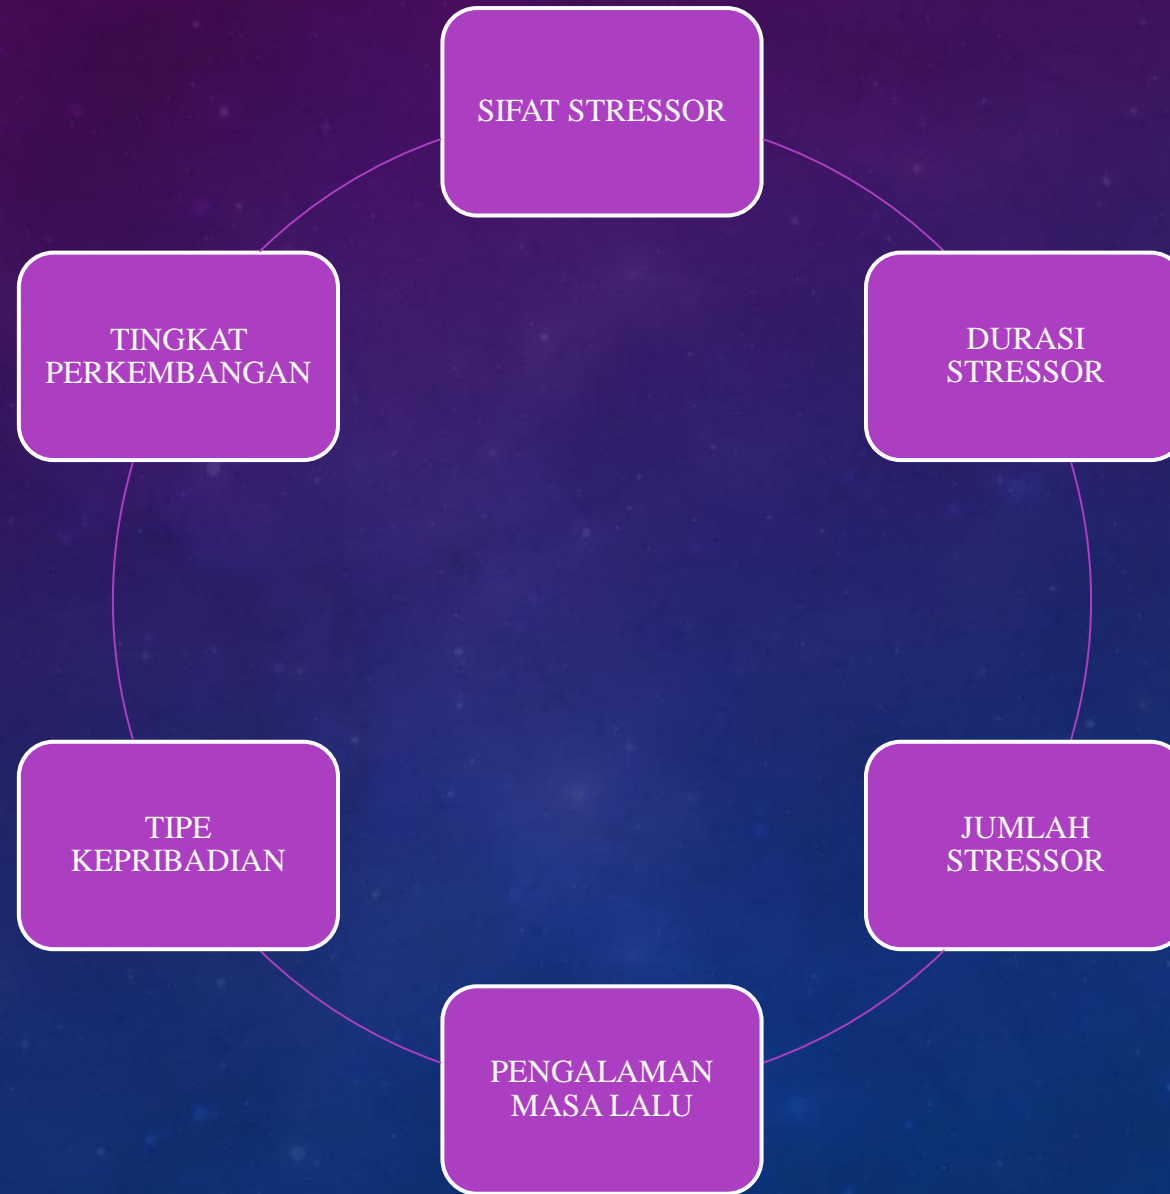 SIFAT STRESSOR
DURASI
STRESSOR
JUMLAH
STRESSOR
PENGALAMAN
MASA LALU
TIPE
KEPRIBADIAN
TINGKAT
PERKEMBANGAN